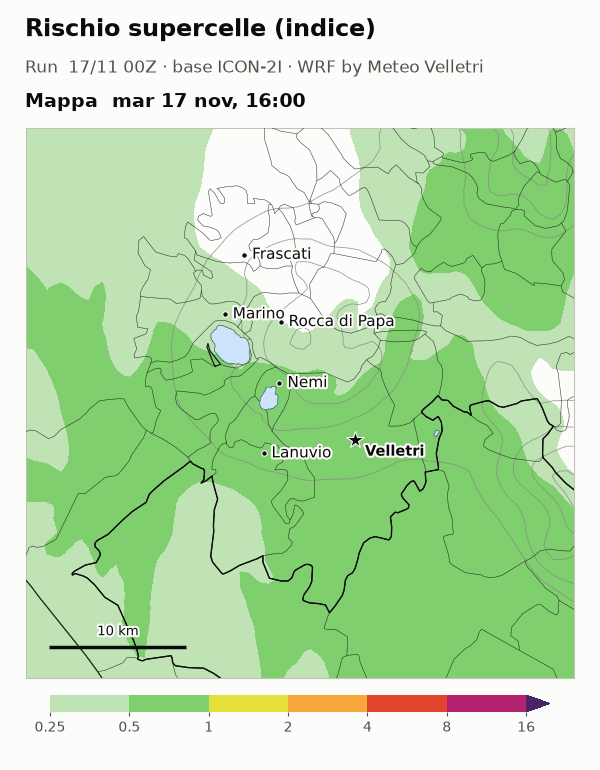 Rischio supercelle (indice)
Run  17/11 00Z · base ICON-2I · WRF by Meteo Velletri
Mappa  mar 17 nov, 16:00
Frascati
Marino
Rocca di Papa
Nemi
Velletri
Lanuvio
10 km
0.25 0.5 1 2 4 8 16